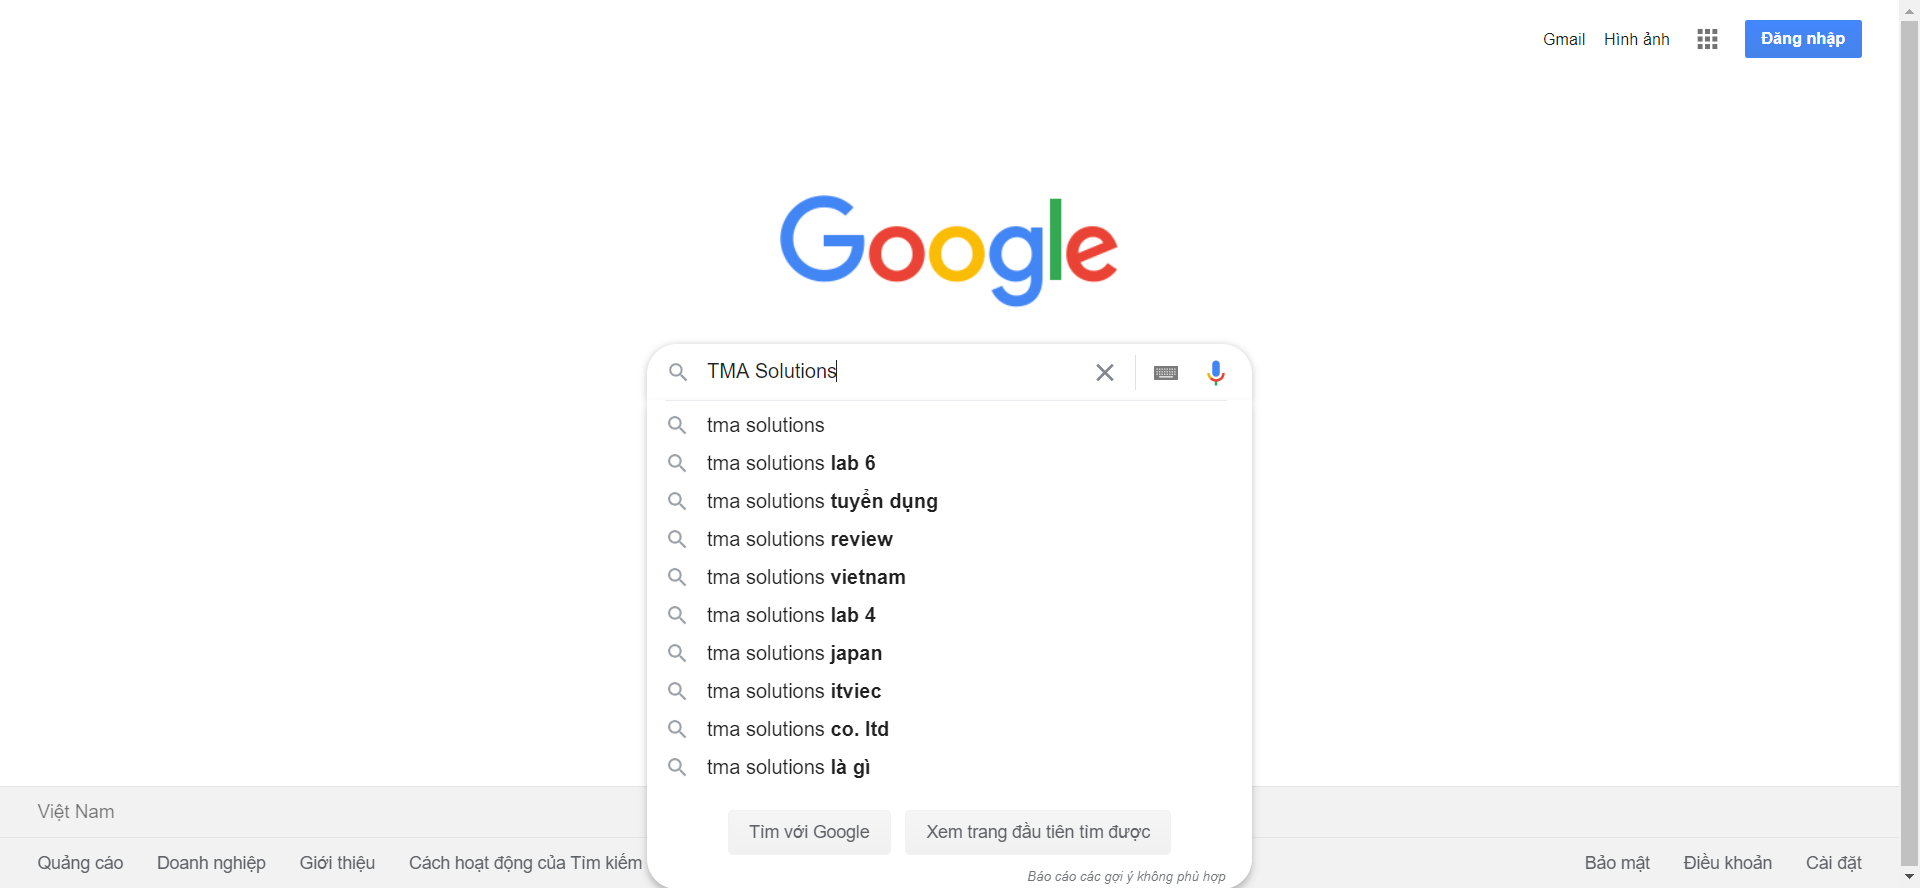 Gmail Hình ảnh Đăng nhập
Google
TMA Solutions
tma solutions
tma solutions lab 6
tma solutions tuyển dụng
tma solutions review
tma solutions vietnam
tma solutions lab 4
tma solutions japan
tma solutions itviec
tma solutions co. ltd
tma solutions là gì
Việt Nam
Tìm với Google Xem trang đầu tiên tìm được
Quảng cáo Doanh nghiệp Giới thiệu Cách hoạt động của Tìm kiếm Bảo mật Điều khoản Cài đặt
Báo cáo các gợi ý không phù hợp